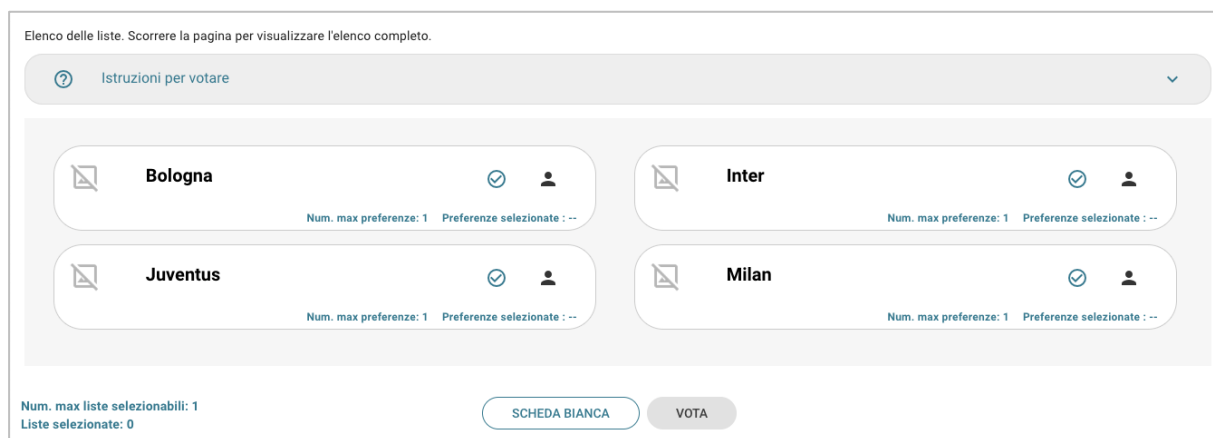 Elenco delle liste. Scorrere la pagina per visualizzare l'elenco completo.
Istruzioni per votare
Bologna
Num. max preferenze: 1 Preferenze selezionate : --
Inter
Num. max preferenze: 1 Preferenze selezionate : --
Juventus
Num. max preferenze: 1 Preferenze selezionate : --
Milan
Num. max preferenze: 1 Preferenze selezionate : --
Num. max liste selezionabili: 1
Liste selezionate: 0
SCHEDA BIANCA
VOTA